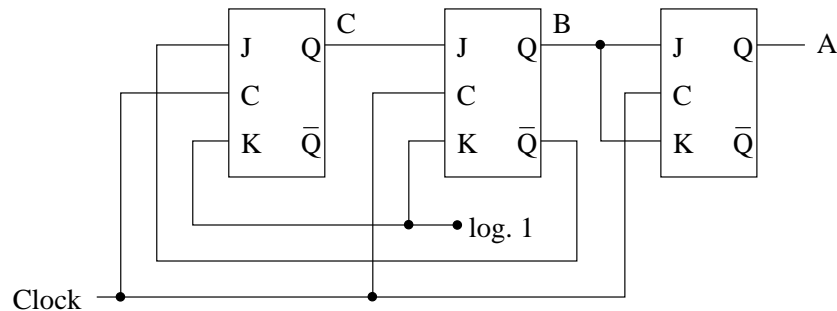 C B
J Q J Q J Q A
C C C
K Q̅ K Q̅ K Q̅
log. 1
Clock